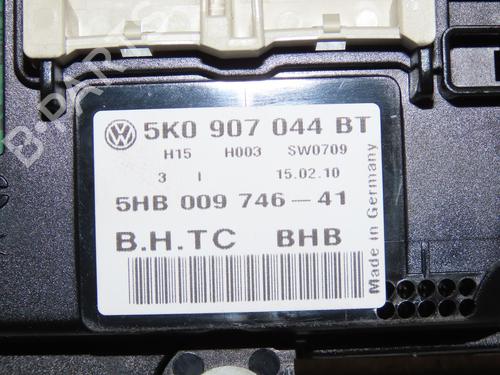 5K0 907 044 BT
H15 H003 SW0709
3 I 15.02.10
5HB 009 746-41
B.H.TC BHB
Made in Germany
B-PARTS